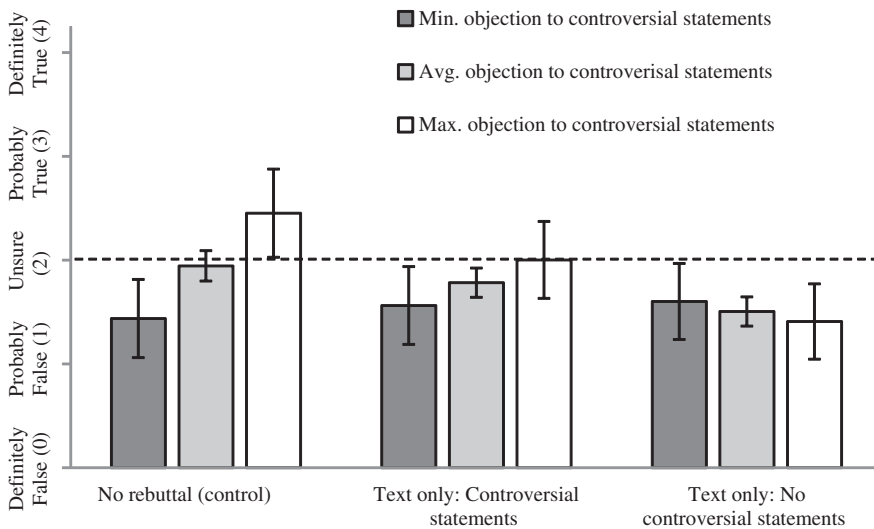 Definitely
True (4)
Probably
True (3)
Unsure
(2)
Probably
False (1)
Definitely
False (0)
Min. objection to controversial statements
Avg. objection to controverisal statements
Max. objection to controversial statements
No rebuttal (control)
Text only: Controversial
statements
Text only: No
controversial statements